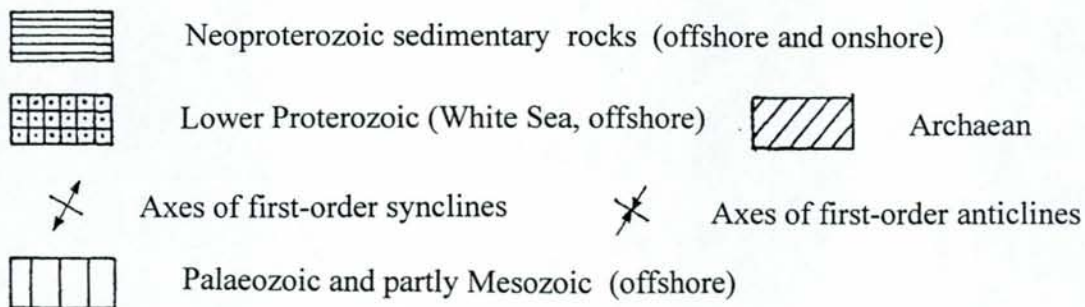 Neoproterozoic sedimentary rocks (offshore and onshore)
Lower Proterozoic (White Sea, offshore) Archaean
Axes of first-order synclines Axes of first-order anticlines
Palaeozoic and partly Mesozoic (offshore)